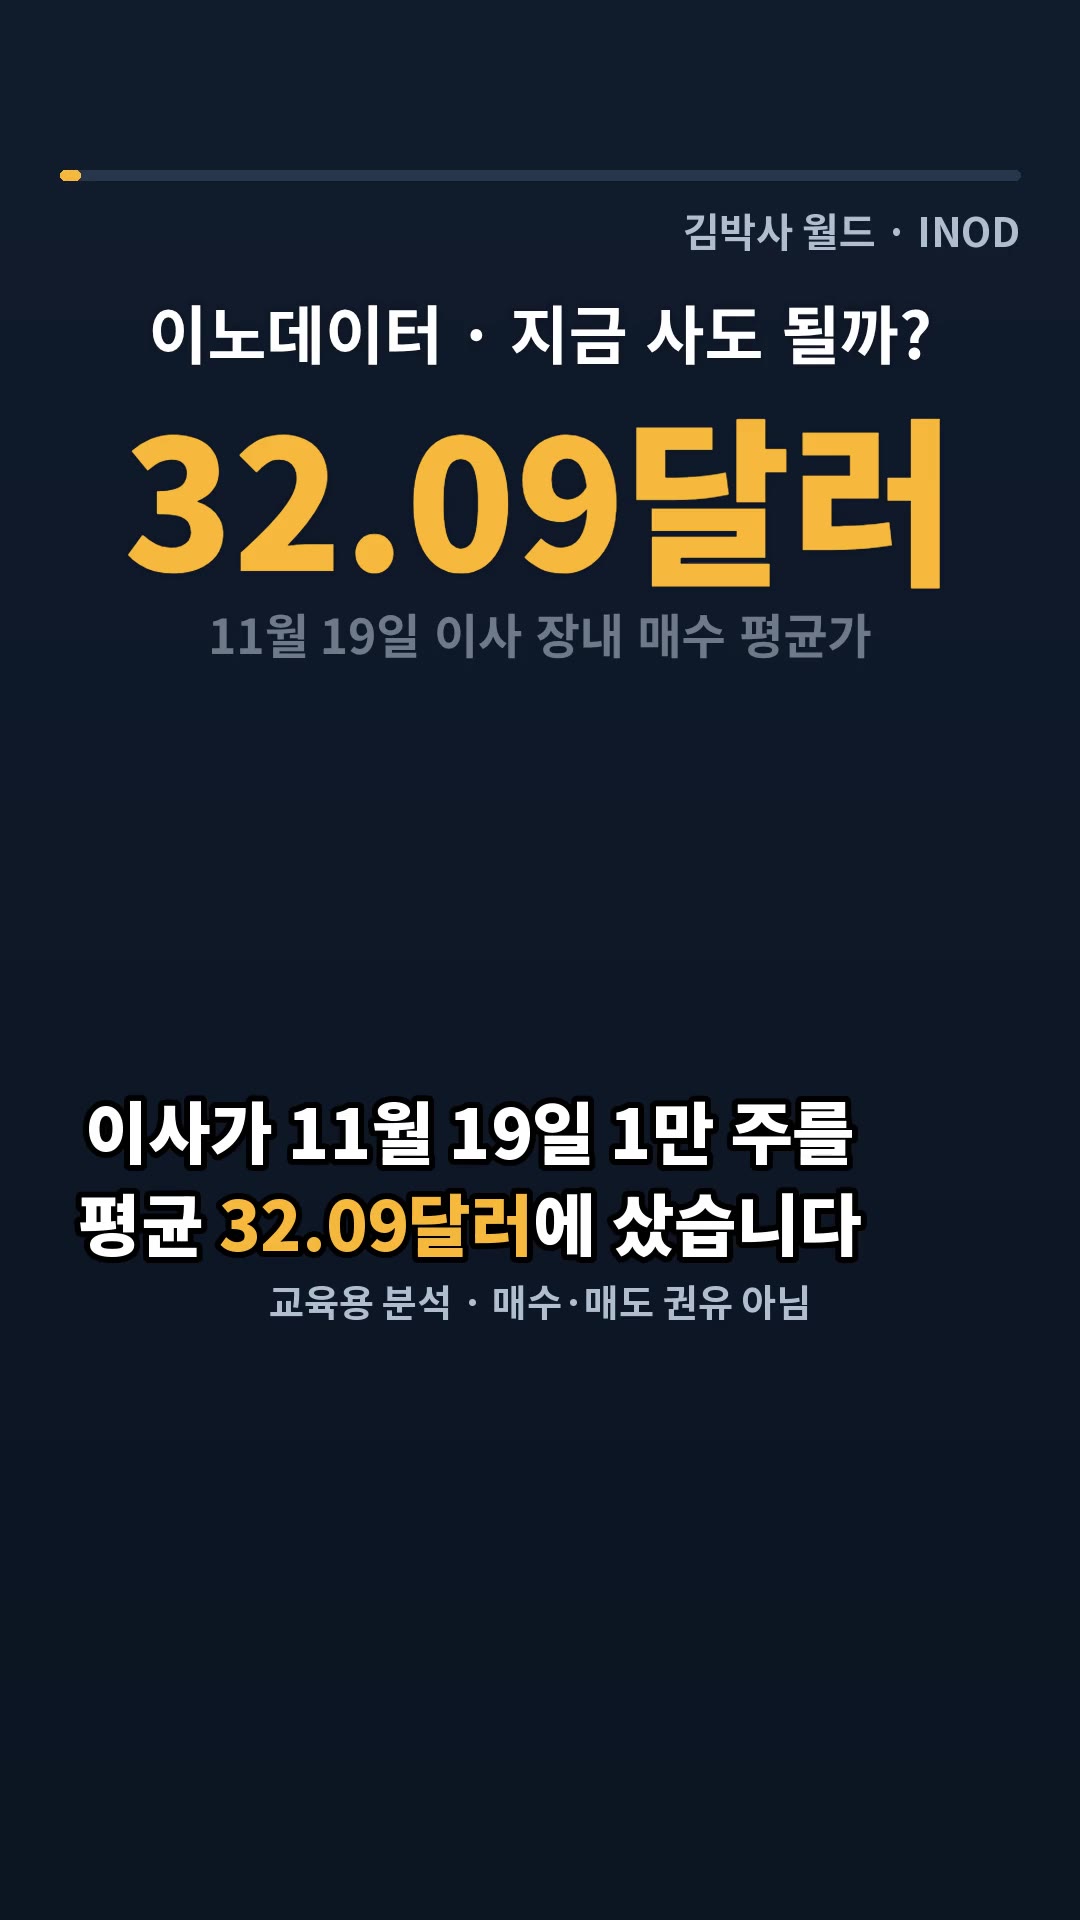 김박사 월드 · INOD
이노데이터 · 지금 사도 될까?
32.09달러
11월 19일 이사 장내 매수 평균가
이사가 11월 19일 1만 주를
평균 32.09달러에 샀습니다
교육용 분석 · 매수·매도 권유 아님